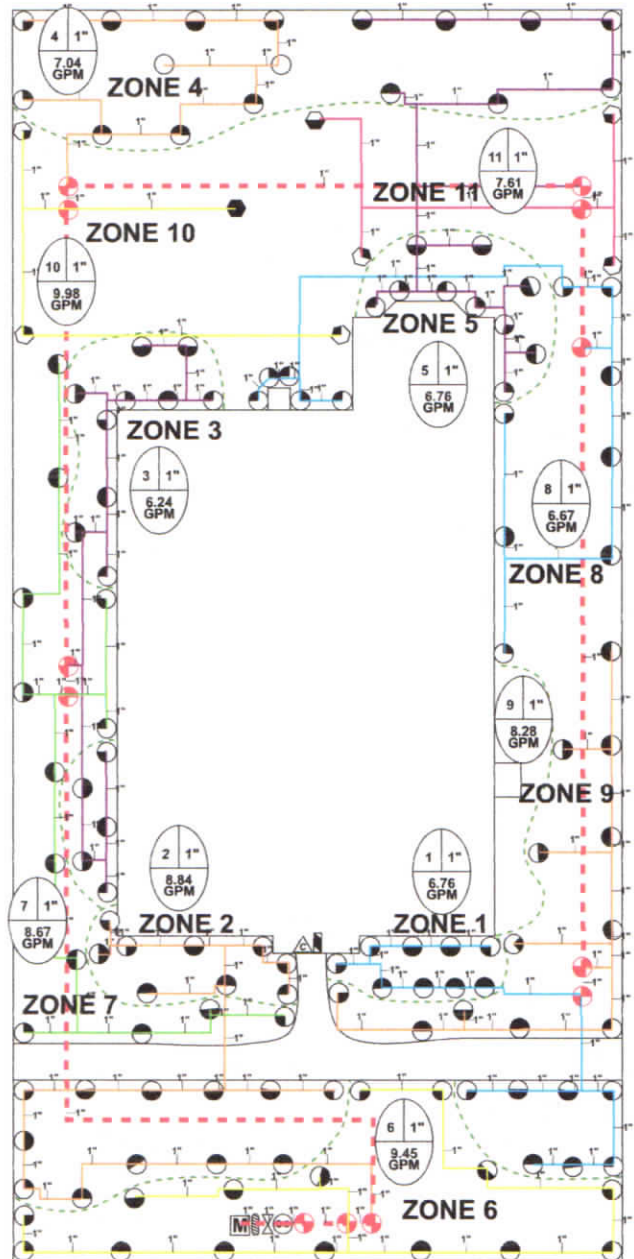 4 1"
7.04
GPM
ZONE 4
11 1"
7.61
GPM
ZONE 11
ZONE 10
10 1"
9.98
GPM
ZONE 5
5 1"
6.76
GPM
ZONE 3
3 1"
6.24
GPM
8 1"
6.67
GPM
ZONE 8
9 1"
8.28
GPM
ZONE 9
2 1"
8.84
GPM
1 1"
6.76
GPM
7 1"
8.67
GPM
ZONE 2
ZONE 1
C
ZONE 7
6 1"
9.45
GPM
ZONE 6
M